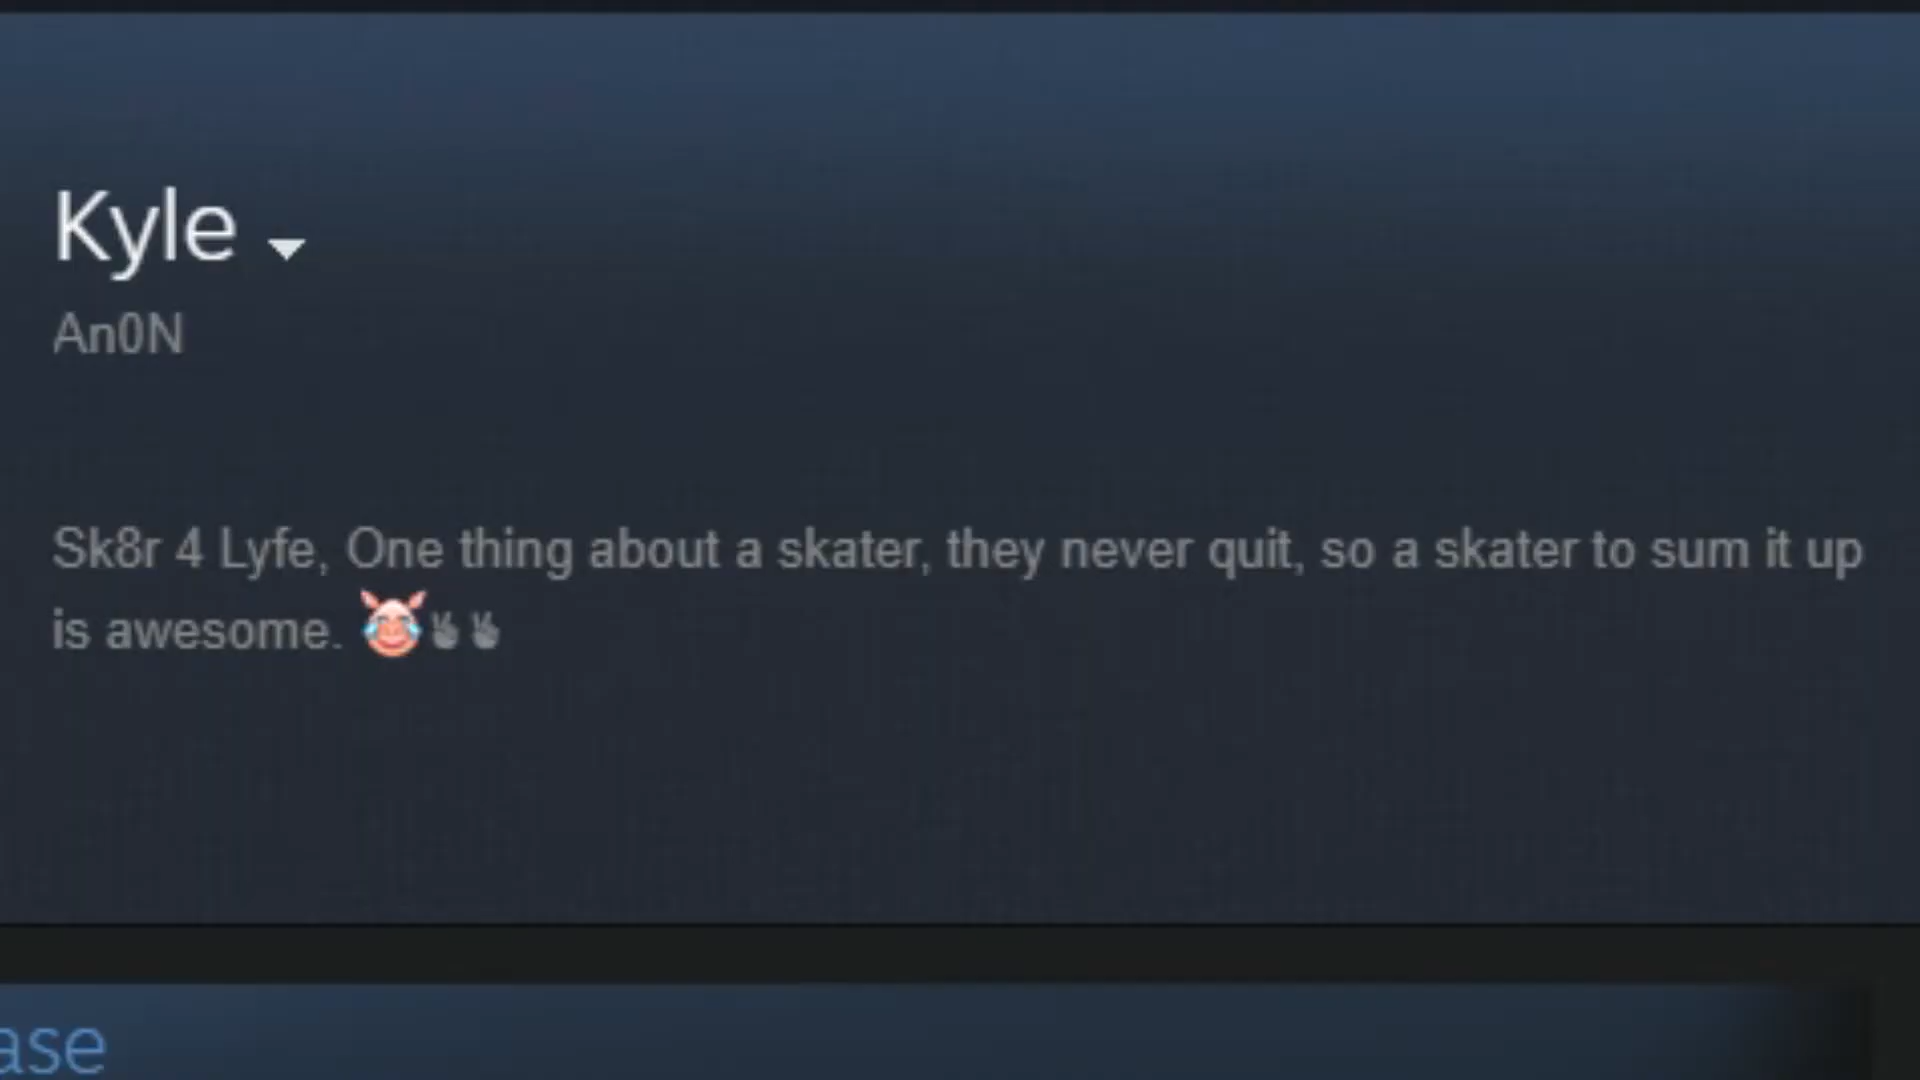 Kyle
An0N
Sk8r 4 Lyfe, One thing about a skater, they never quit, so a skater to sum it up
is awesome. ✌✌
ase